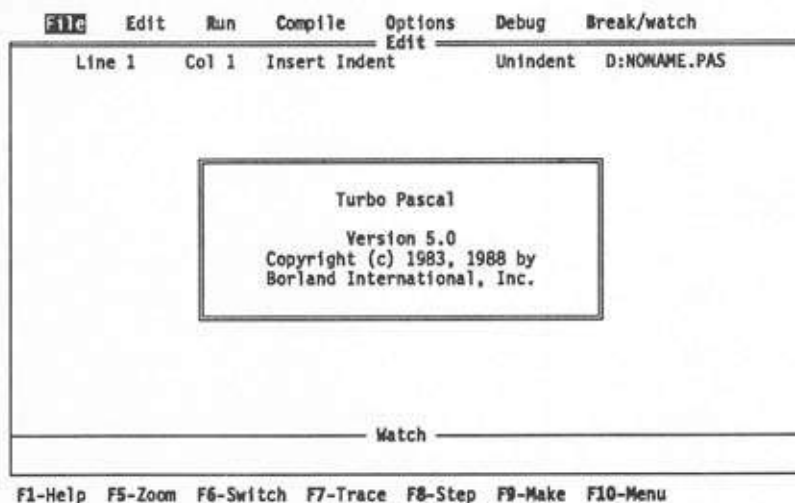 File Edit Run Compile Options Debug Break/watch
Edit
Line 1 Col 1 Insert Indent Unindent D:NONAME.PAS
Turbo Pascal
Version 5.0
Copyright (c) 1983, 1988 by
Borland International, Inc.
Watch
F1-Help F5-Zoom F6-Switch F7-Trace F8-Step F9-Make F10-Menu